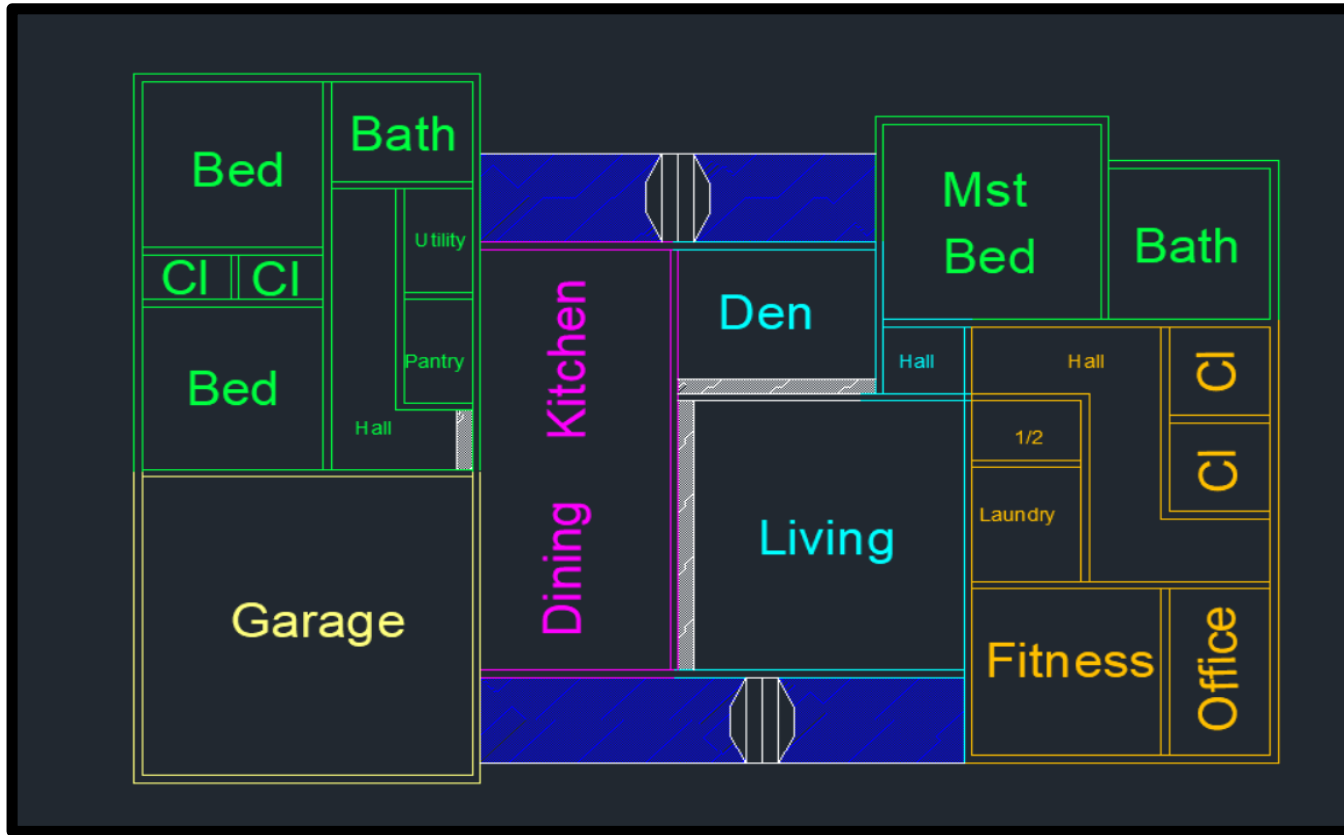 Bed
Bath
Utility
Cl
Cl
Bed
Pantry
Hall
Garage
Kitchen
Dining
Den
Living
Mst
Bed
Bath
Hall
Hall
Cl
Cl
1/2
Laundry
Fitness
Office